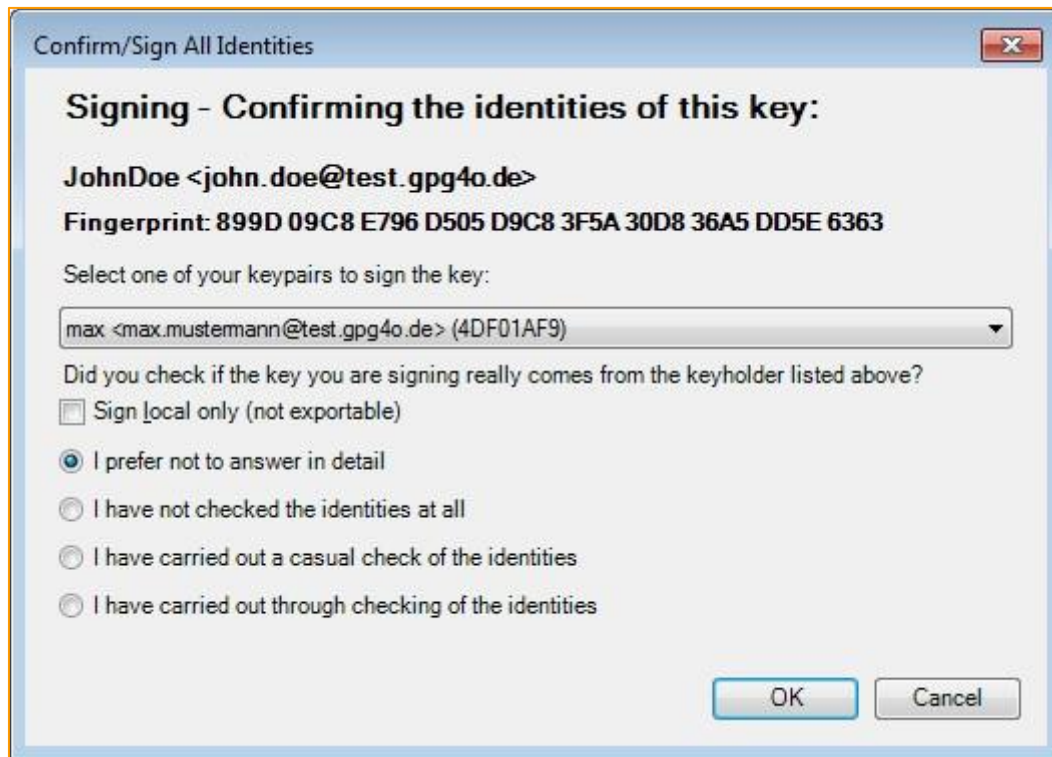 Confirm/Sign All Identities
Signing - Confirming the identities of this key:
JohnDoe <john.doe@test.gpg4o.de>
Fingerprint: 899D 09C8 E796 D505 D9C8 3F5A 30D8 36A5 DD5E 6363
Select one of your keypairs to sign the key:
max <max.mustermann@test.gpg4o.de> (4DF01AF9)
Did you check if the key you are signing really comes from the keyholder listed above?
Sign local only (not exportable)
I prefer not to answer in detail
I have not checked the identities at all
I have carried out a casual check of the identities
I have carried out through checking of the identities
OK Cancel